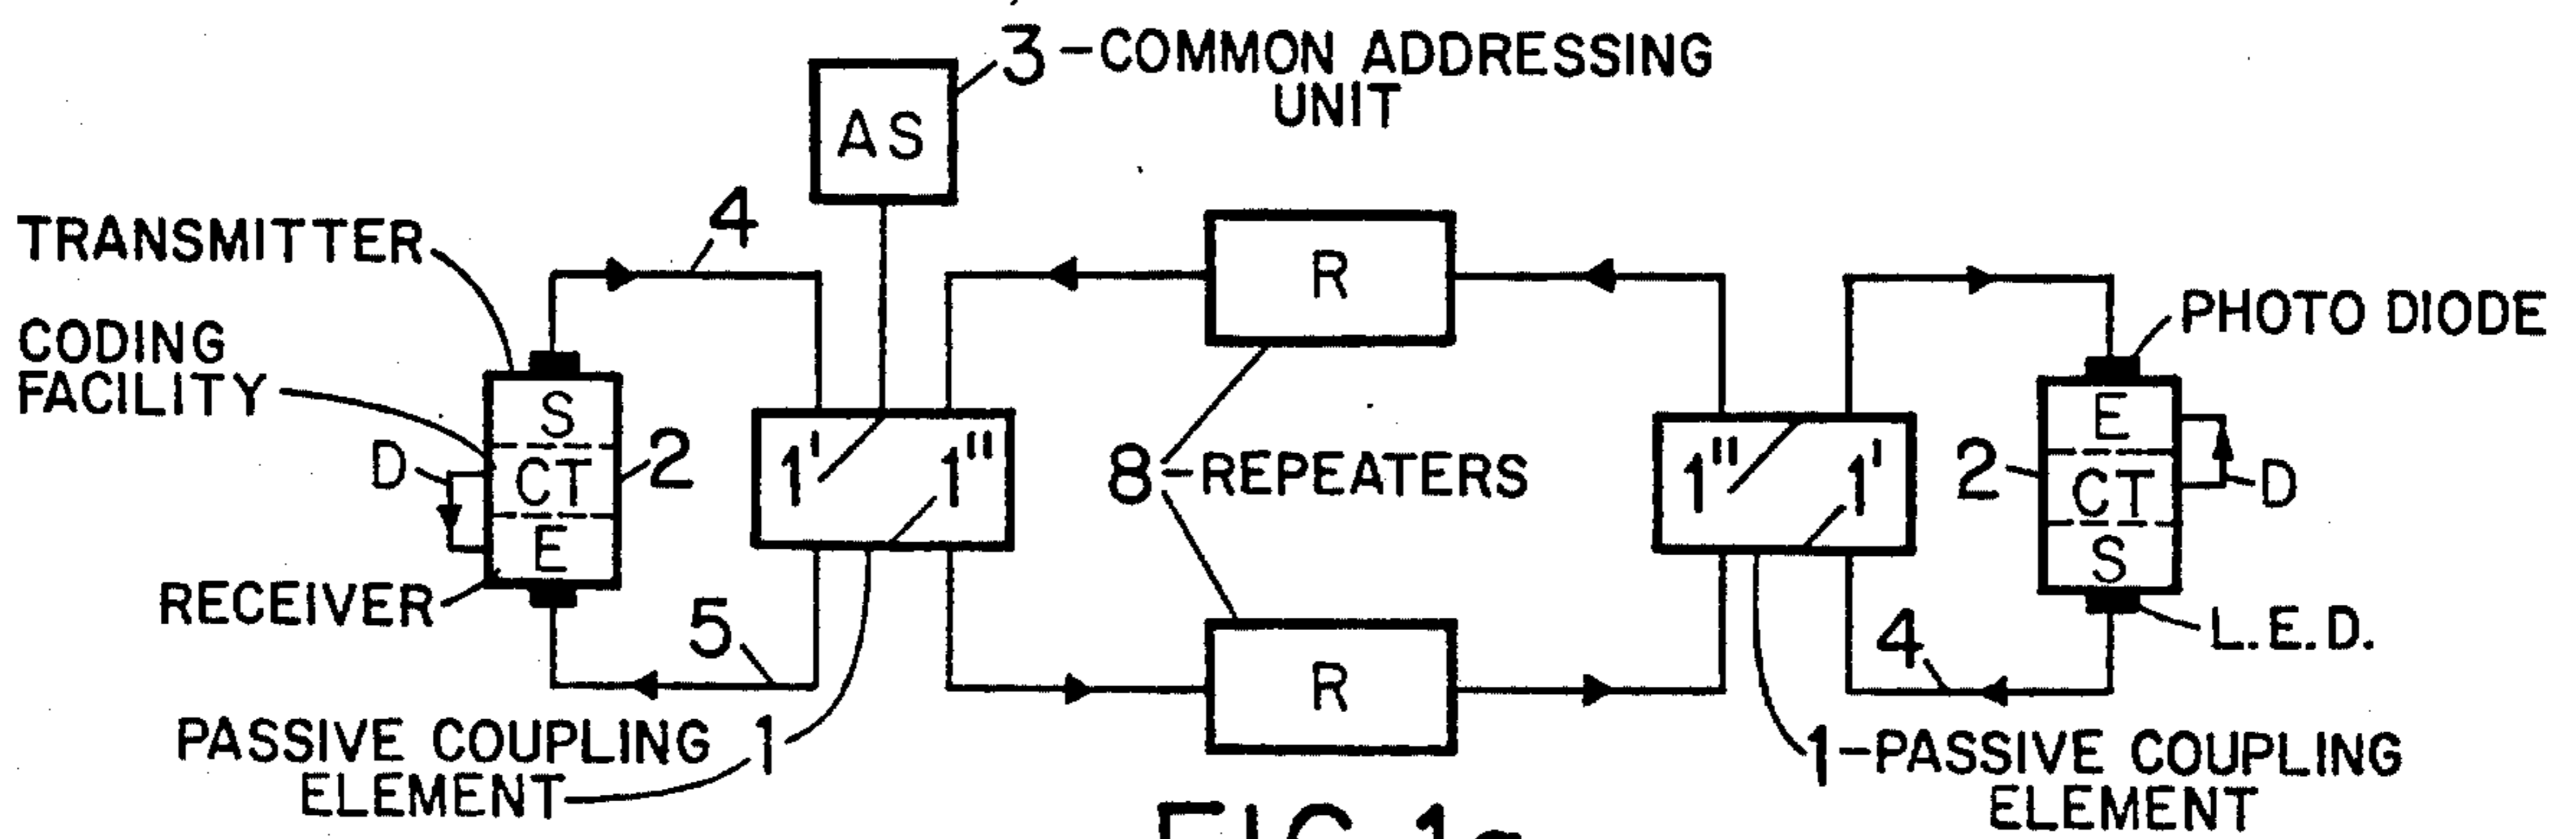 3-COMMON ADDRESSING
UNIT
AS
4
TRANSMITTER
R
PHOTO DIODE
CODING
FACILITY
S
CT
E
D
2
1' 1"
8-REPEATERS
1" 1'
2
E
CT
S
D
RECEIVER
5
R
4
L.E.D.
PASSIVE COUPLING
ELEMENT
1
1-PASSIVE COUPLING
ELEMENT